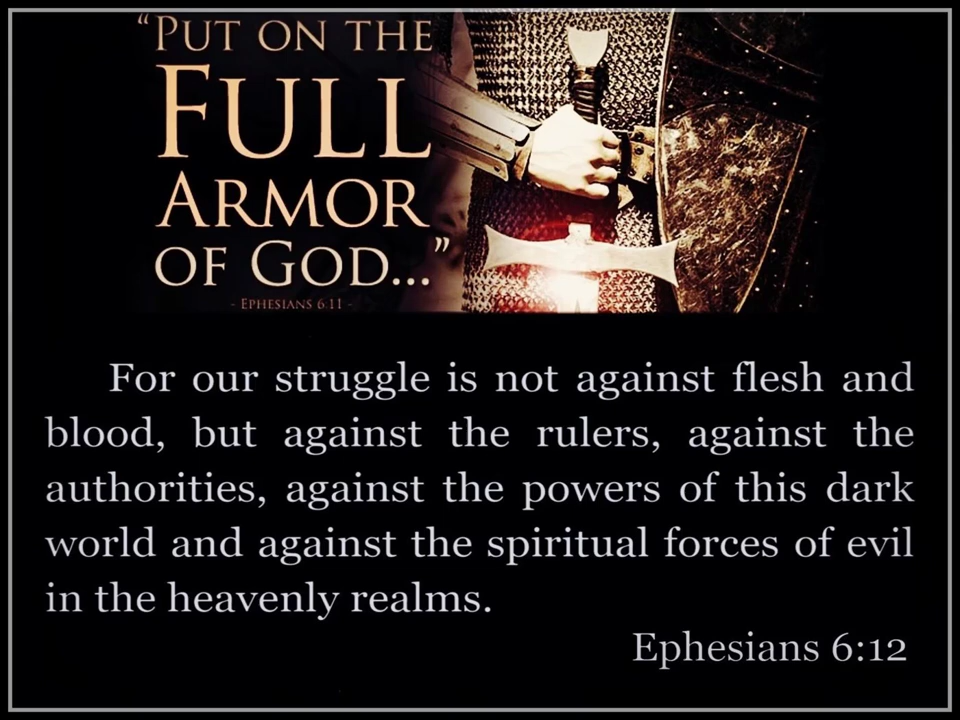 “PUT ON THE
FULL
ARMOR
OF GOD...”
- EPHESIANS 6:11 -
For our struggle is not against flesh and
blood, but against the rulers, against the
authorities, against the powers of this dark
world and against the spiritual forces of evil
in the heavenly realms.
Ephesians 6:12